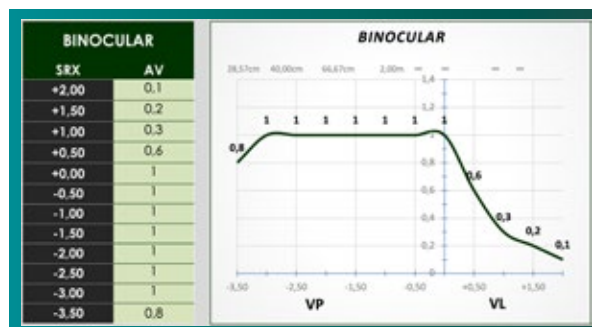 BINOCULAR
SRX AV
+2,00 0,1
+1,50 0,2
+1,00 0,3
+0,50 0,6
+0,00 1
-0,50 1
-1,00 1
-1,50 1
-2,00 1
-2,50 1
-3,00 1
-3,50 0,8
BINOCULAR
28,57cm 40,00cm 66,67cm 2,00m — — —
1,4
1,2
1 1 1 1 1 1 1
1
0,8 0,8
0,6 0,6
0,4 0,3
0,2 0,2 0,1
0
-3,50 -2,50 -1,50 -0,50 +0,50 +1,50
VP VL